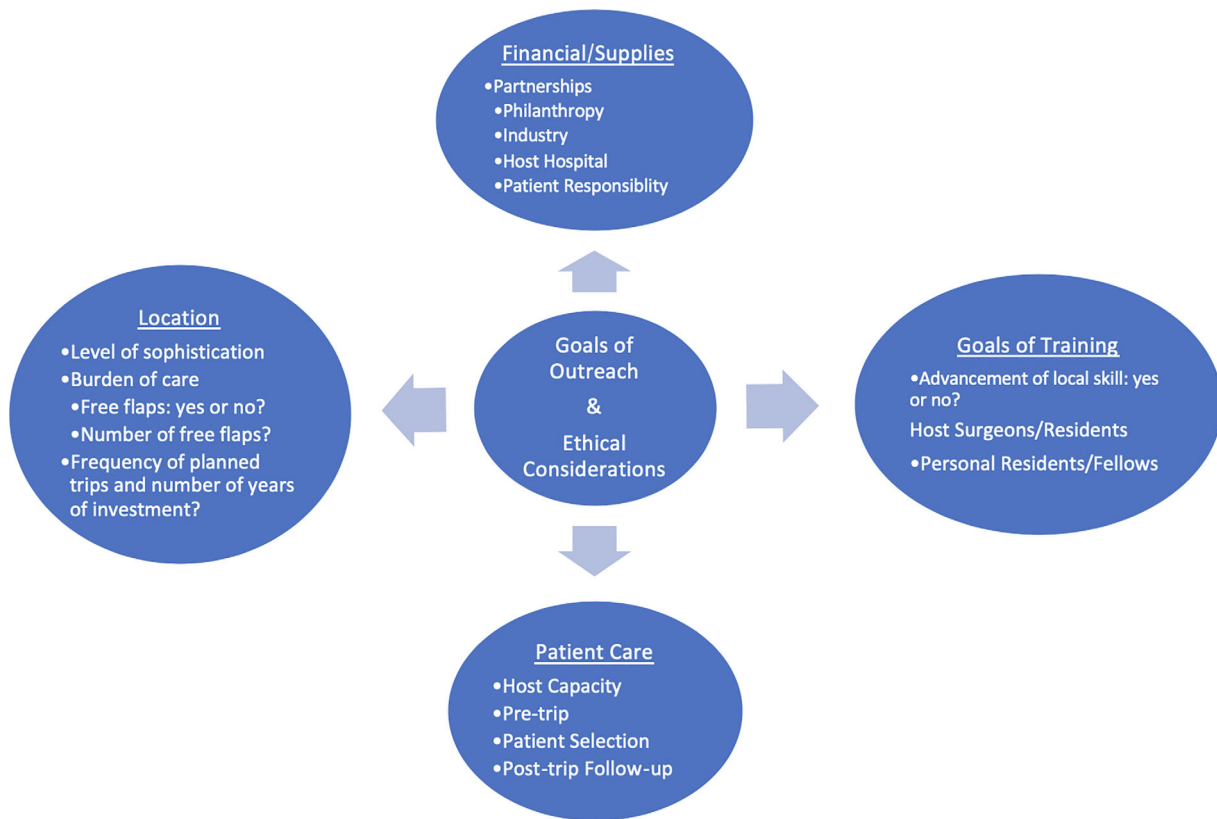 Financial/Supplies
•Partnerships
•Philanthropy
•Industry
•Host Hospital
•Patient Responsiblity
Location
•Level of sophistication
•Burden of care
•Free flaps: yes or no?
•Number of free flaps?
•Frequency of planned
trips and number of years
of investment?
Goals of
Outreach
&
Ethical
Considerations
Goals of Training
•Advancement of local skill: yes
or no?
Host Surgeons/Residents
•Personal Residents/Fellows
Patient Care
•Host Capacity
•Pre-trip
•Patient Selection
•Post-trip Follow-up